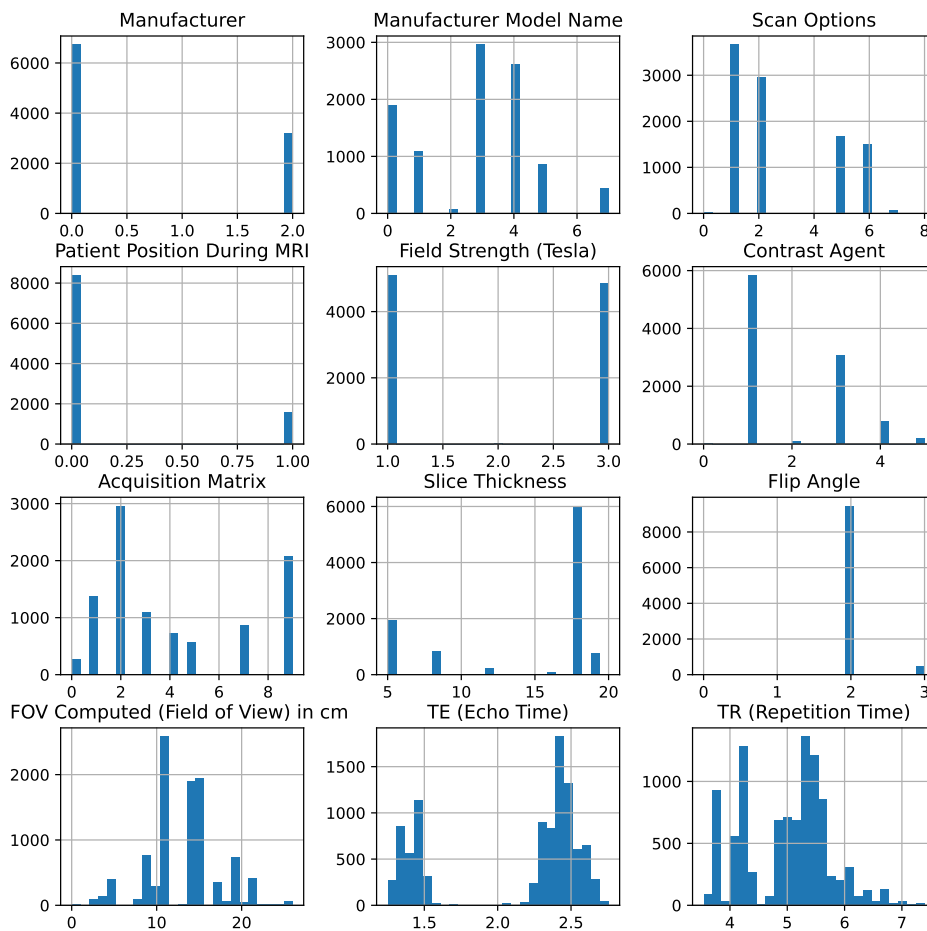 Manufacturer
6000
4000
2000
0
0.0 0.5 1.0 1.5 2.0
Manufacturer Model Name
3000
2000
1000
0
0 2 4 6
Scan Options
3000
2000
1000
0
0 2 4 6 8
Patient Position During MRI
8000
6000
4000
2000
0
0.00 0.25 0.50 0.75 1.00
Field Strength (Tesla)
4000
2000
0
1.0 1.5 2.0 2.5 3.0
Contrast Agent
6000
4000
2000
0
0 2 4
Acquisition Matrix
3000
2000
1000
0
0 2 4 6 8
Slice Thickness
6000
4000
2000
0
5 10 15 20
Flip Angle
8000
6000
4000
2000
0
0 1 2 3
FOV Computed (Field of View) in cm
2000
1000
0
0 10 20
TE (Echo Time)
1500
1000
500
0
1.5 2.0 2.5
TR (Repetition Time)
1000
500
0
4 5 6 7